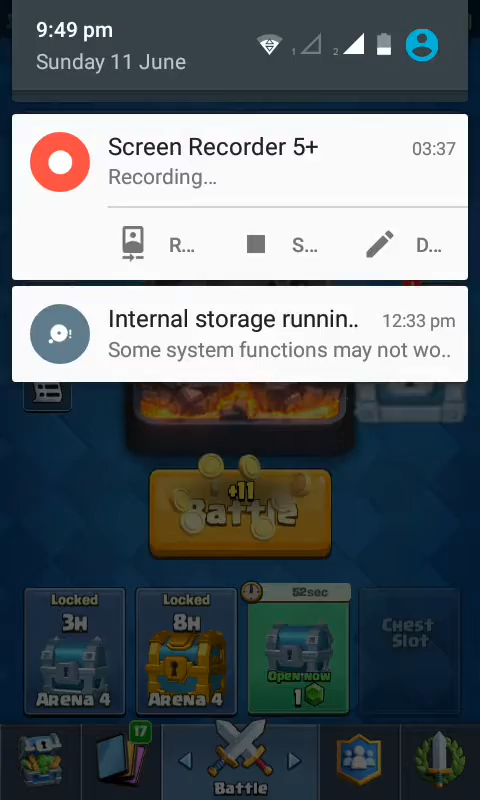 9:49 pm
Sunday 11 June
1
2
Screen Recorder 5+ 03:37
Recording...
R... S... D...
Internal storage runnin.. 12:33 pm
Some system functions may not wo..
+11
Battle
Locked
3H
Arena 4
Locked
8H
Arena 4
52sec
Open now
1
Chest
Slot
17
Battle